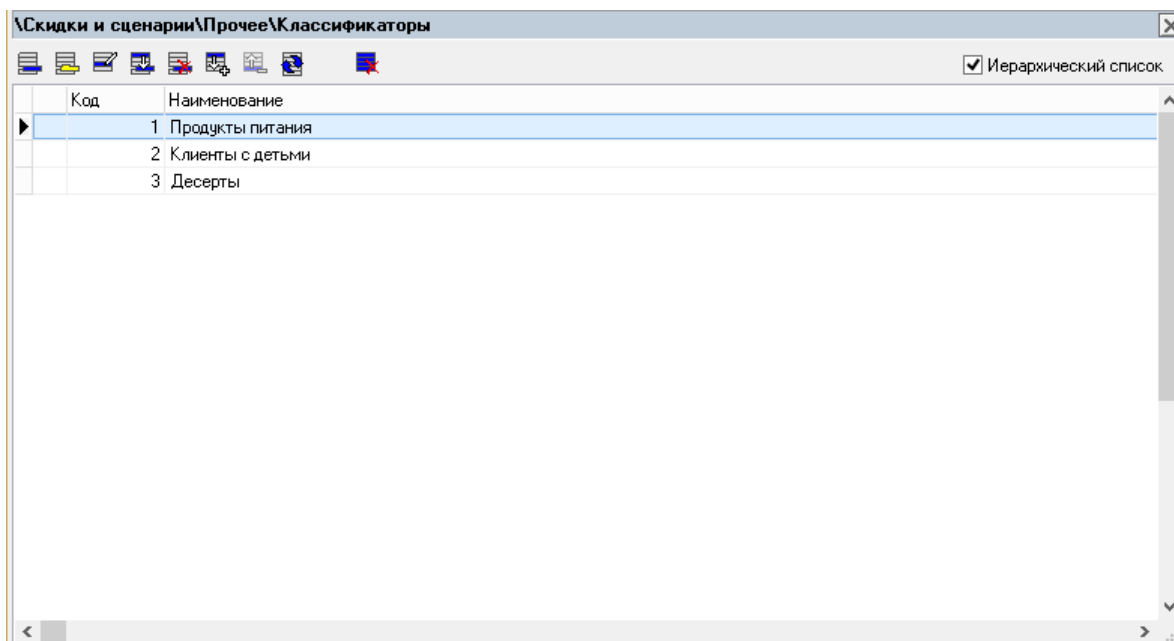 \Скидки и сценарии\Прочее\Классификаторы
Иерархический список
Код Наименование
1 Продукты питания
2 Клиенты с детьми
3 Десерты